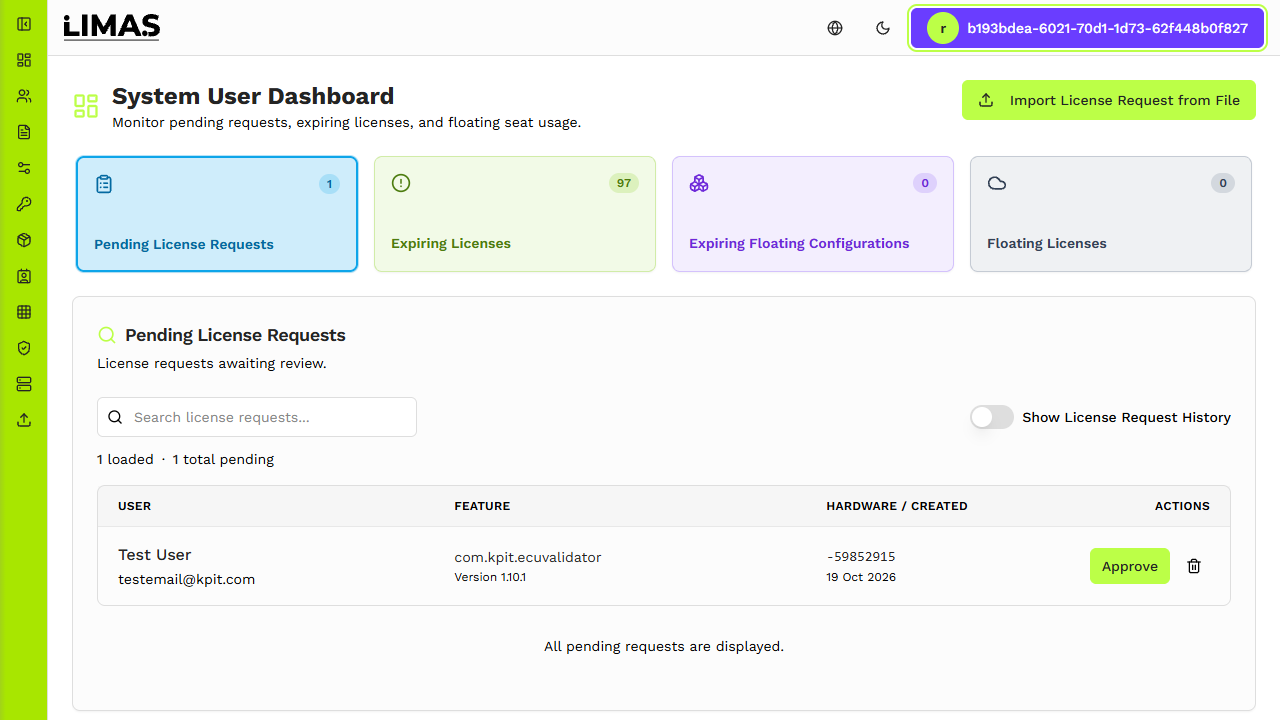 LIMAS
r
b193bdea-6021-70d1-1d73-62f448b0f827
System User Dashboard
Monitor pending requests, expiring licenses, and floating seat usage.
Import License Request from File
1
Pending License Requests
97
Expiring Licenses
0
Expiring Floating Configurations
0
Floating Licenses
Pending License Requests
License requests awaiting review.
Search license requests...
Show License Request History
1 loaded · 1 total pending
USER FEATURE HARDWARE / CREATED ACTIONS
Test User com.kpit.ecuvalidator -59852915 Approve
testemail@kpit.com Version 1.10.1 19 Oct 2026
All pending requests are displayed.